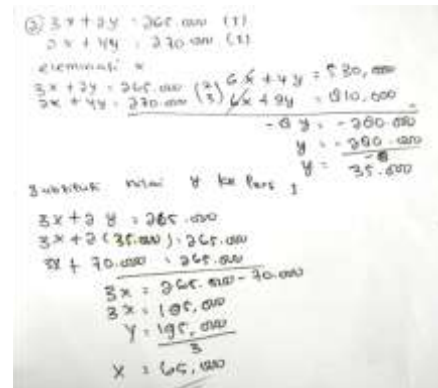 ② 3x + 2y = 265.000 (1)
2x + 4y = 270.000 (2)
eleminasi x
3x + 2y = 265.000 (2) 6x + 4y = 530,000
2x + 4y = 270.000 (3) 6x + 12y = 810,000
-8 y = -280.000
y = -280.000
-8
y = 35.000
Substitusi nilai y ke Pers 1
3x + 2 y = 265.000
3x + 2 (35.000) = 265.000
3x + 70.000 = 265.000
3x = 265.000 - 70.000
3x = 195,000
Y = 195,000
3
x = 65,000